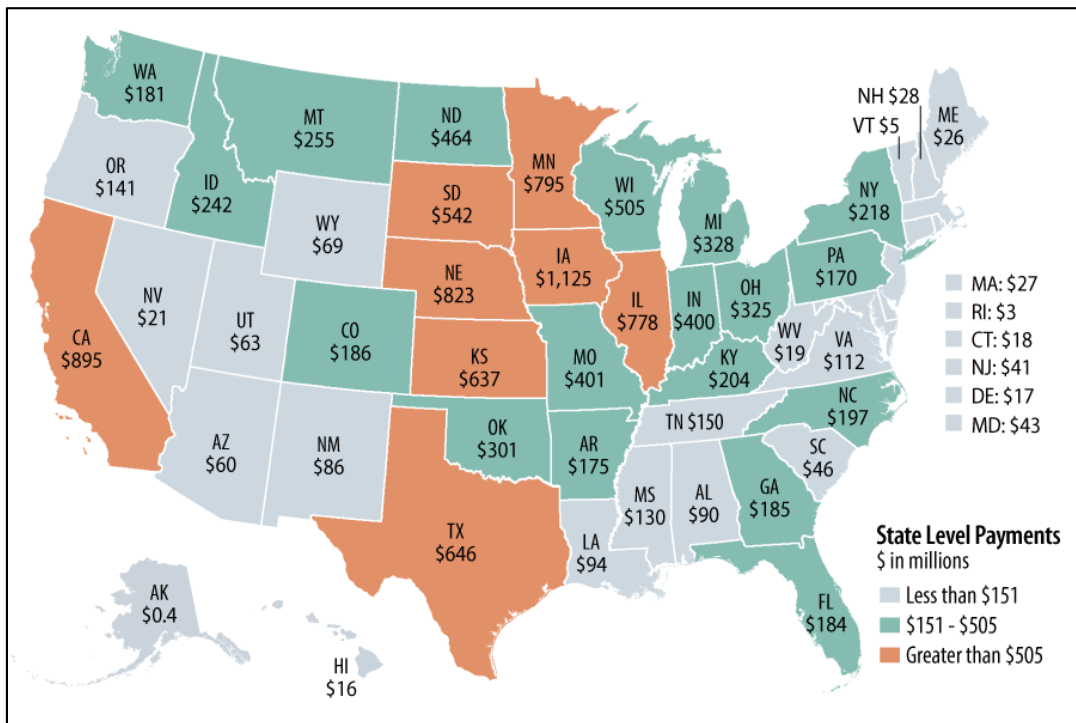 WA
$181
MT
$255
ND
$464
MN
$795
NH $28
VT $5
ME
$26
OR
$141
ID
$242
WY
$69
SD
$542
WI
$505
MI
$328
NY
$218
NE
$823
IA
$1,125
PA
$170
NV
$21
UT
$63
CO
$186
KS
$637
MO
$401
IL
$778
IN
$400
OH
$325
WV
$19
VA
$112
KY
$204
CA
$895
AZ
$60
NM
$86
OK
$301
AR
$175
TN $150
NC
$197
SC
$46
TX
$646
LA
$94
MS
$130
AL
$90
GA
$185
FL
$184
AK
$0.4
HI
$16
MA: $27
RI: $3
CT: $18
NJ: $41
DE: $17
MD: $43
State Level Payments
$ in millions
Less than $151
$151 - $505
Greater than $505